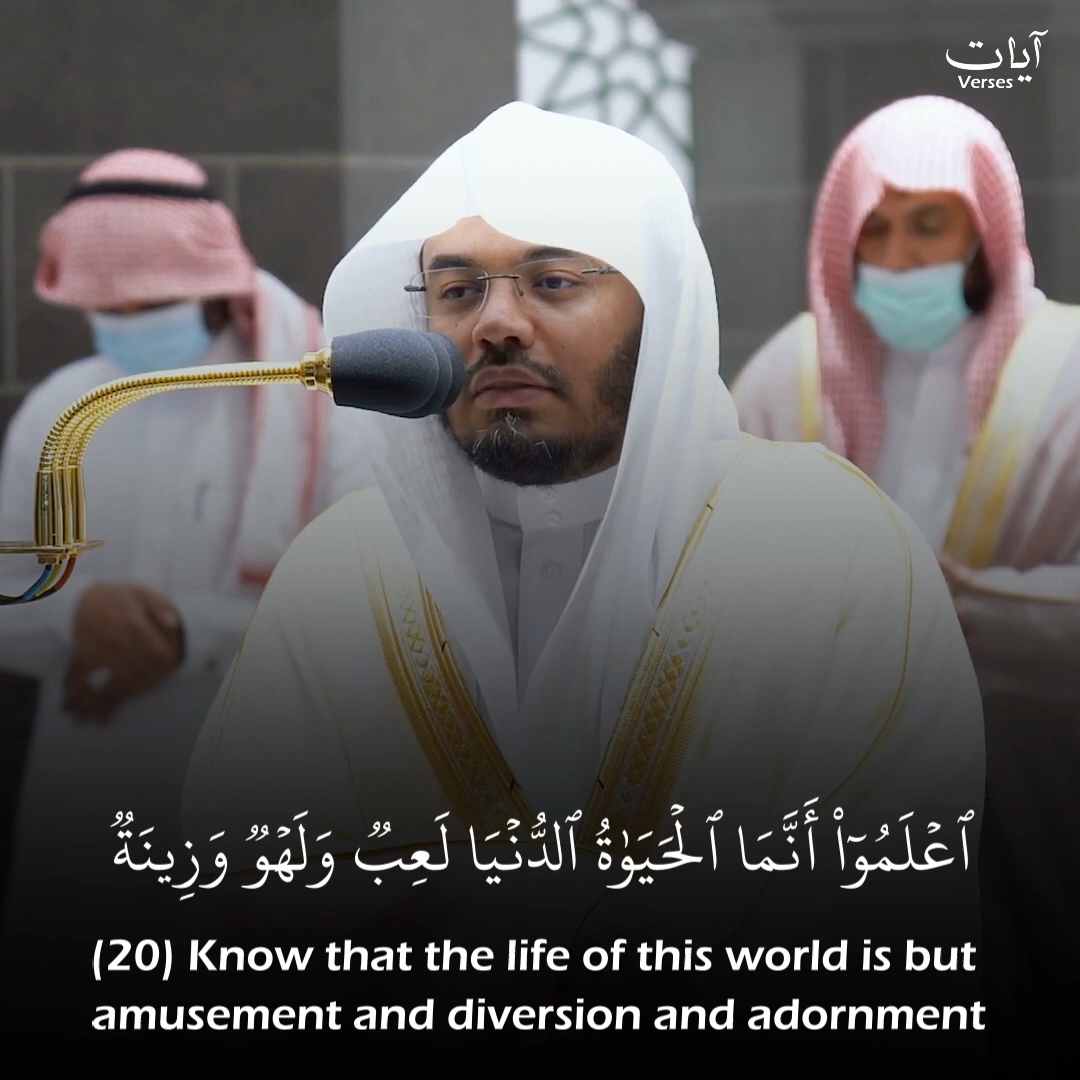 آيات
Verses
ٱعۡلَمُوٓاْ أَنَّمَا ٱلۡحَيَوٰةُ ٱلدُّنۡيَا لَعِبٞ وَلَهۡوٞ وَزِينَةٞ
(20) Know that the life of this world is but
amusement and diversion and adornment